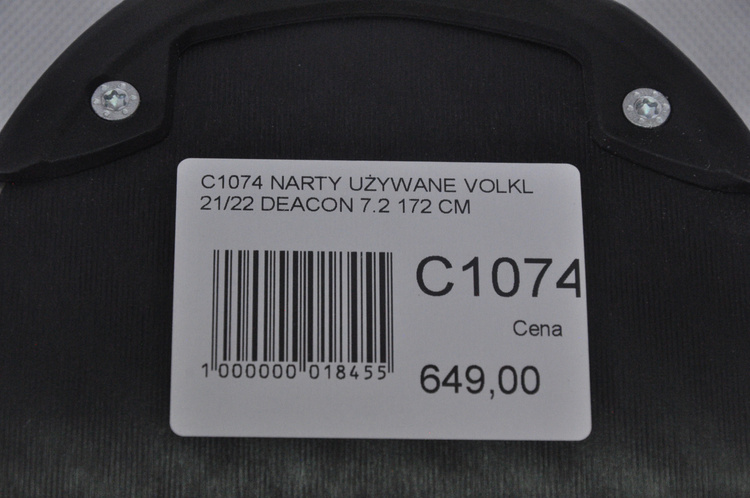 C1074 NARTY UŻYWANE VOLKL
21/22 DEACON 7.2 172 CM
C1074
Cena
649,00
1 000000 018455